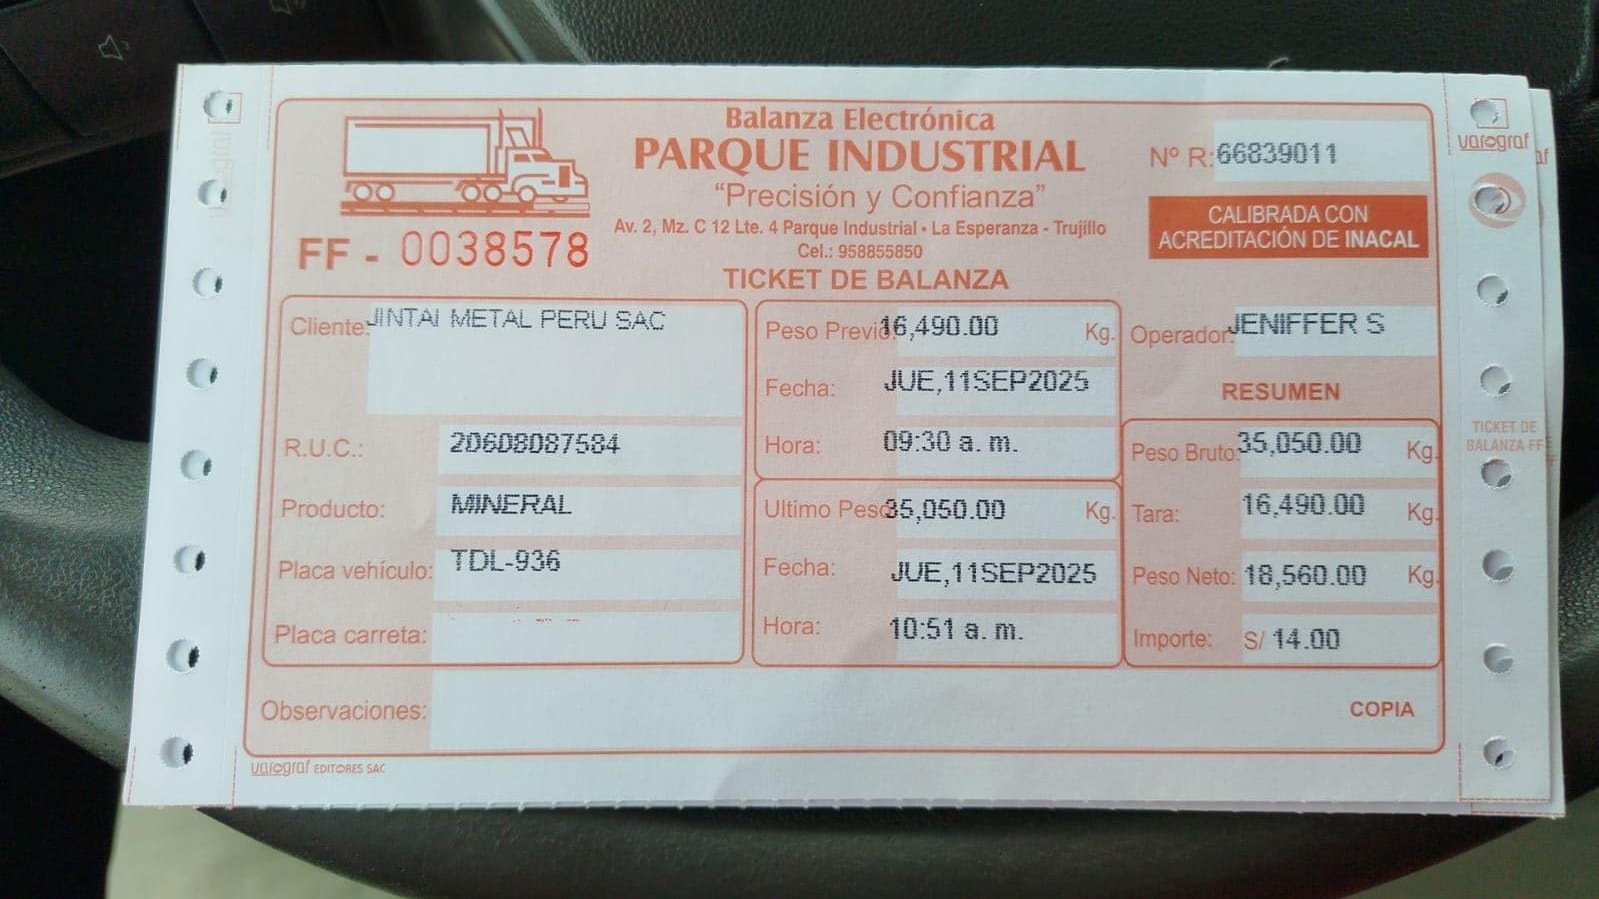 Balanza Electrónica
PARQUE INDUSTRIAL
"Precisión y Confianza"
Av. 2, Mz. C 12 Lte. 4 Parque Industrial - La Esperanza - Trujillo
Cel.: 958855850
Nº R: 66839011
CALIBRADA CON
ACREDITACIÓN DE INACAL
FF - 0038578
TICKET DE BALANZA
Cliente: JINTAI METAL PERU SAC
R.U.C.: 20608087584
Producto: MINERAL
Placa vehículo: TDL-936
Placa carreta:
Peso Previo: 16,490.00 Kg.
Fecha: JUE,11SEP2025
Hora: 09:30 a. m.
Ultimo Peso: 35,050.00 Kg.
Fecha: JUE,11SEP2025
Hora: 10:51 a. m.
Operador: JENIFFER S
RESUMEN
Peso Bruto: 35,050.00 Kg.
Tara: 16,490.00 Kg.
Peso Neto: 18,560.00 Kg.
Importe: S/ 14.00
Observaciones:
COPIA
varograf EDITORES SAC
varograf
varograf
TICKET DE
BALANZA FF